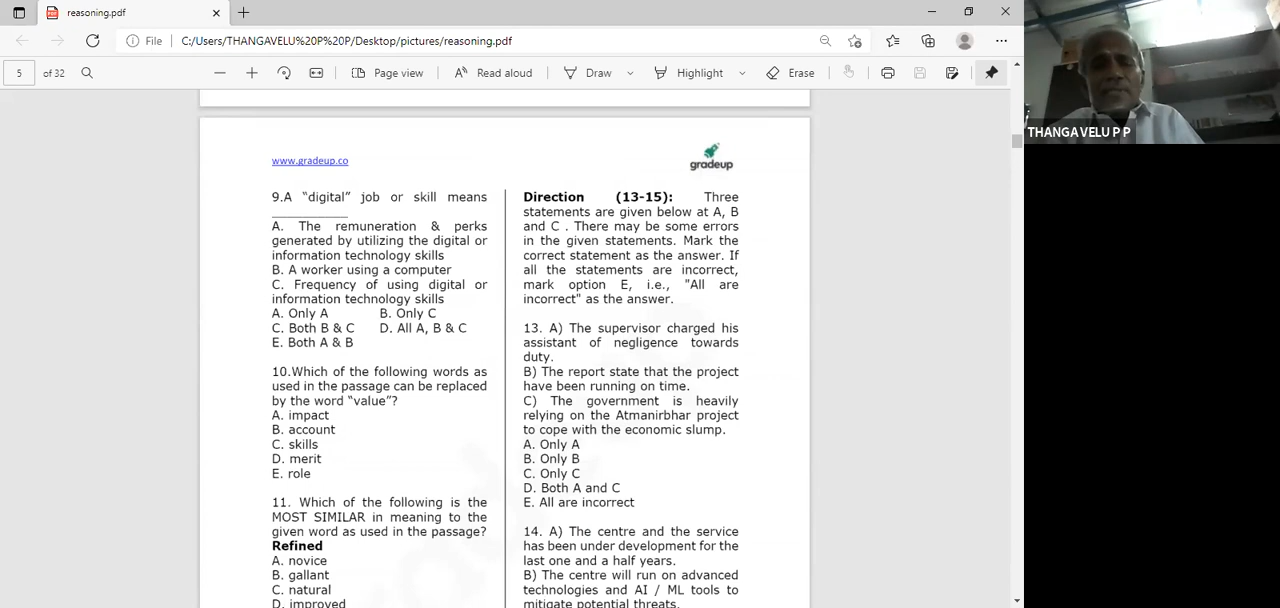 reasoning.pdf
File
C:/Users/THANGAVELU%20P%20P/Desktop/pictures/reasoning.pdf
5 of 32
Page view
Read aloud
Draw
Highlight
Erase
THANGAVELU P P
www.gradeup.co
gradeup
9.A “digital” job or skill means
____________
A. The remuneration & perks
generated by utilizing the digital or
information technology skills
B. A worker using a computer
C. Frequency of using digital or
information technology skills
A. Only A B. Only C
C. Both B & C D. All A, B & C
E. Both A & B
10.Which of the following words as
used in the passage can be replaced
by the word “value”?
A. impact
B. account
C. skills
D. merit
E. role
11. Which of the following is the
MOST SIMILAR in meaning to the
given word as used in the passage?
Refined
A. novice
B. gallant
C. natural
D. improved
Direction (13-15): Three
statements are given below at A, B
and C . There may be some errors
in the given statements. Mark the
correct statement as the answer. If
all the statements are incorrect,
mark option E, i.e., "All are
incorrect" as the answer.
13. A) The supervisor charged his
assistant of negligence towards
duty.
B) The report state that the project
have been running on time.
C) The government is heavily
relying on the Atmanirbhar project
to cope with the economic slump.
A. Only A
B. Only B
C. Only C
D. Both A and C
E. All are incorrect
14. A) The centre and the service
has been under development for the
last one and a half years.
B) The centre will run on advanced
technologies and AI / ML tools to
mitigate potential threats.